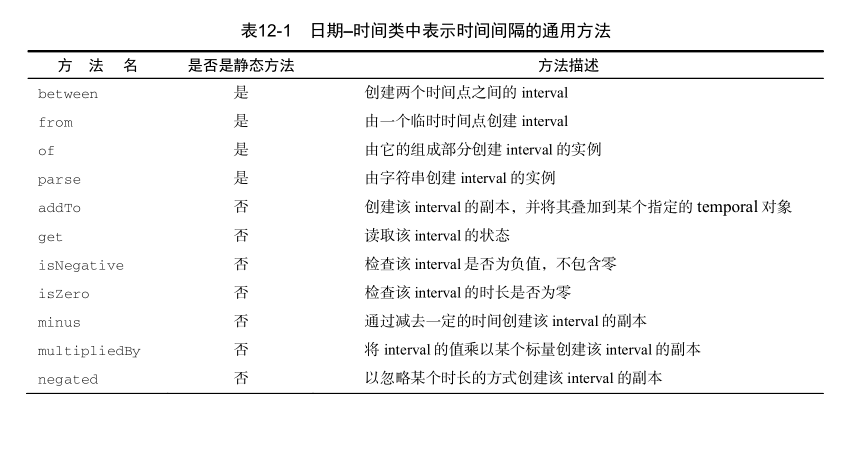 表12-1 日期–时间类中表示时间间隔的通用方法
方 法 名 是否是静态方法 方法描述
between 是 创建两个时间点之间的 interval
from 是 由一个临时时间点创建 interval
of 是 由它的组成部分创建 interval 的实例
parse 是 由字符串创建 interval 的实例
addTo 否 创建该 interval 的副本，并将其叠加到某个指定的 temporal 对象
get 否 读取该 interval 的状态
isNegative 否 检查该 interval 是否为负值，不包含零
isZero 否 检查该 interval 的时长是否为零
minus 否 通过减去一定的时间创建该 interval 的副本
multipliedBy 否 将 interval 的值乘以某个标量创建该 interval 的副本
negated 否 以忽略某个时长的方式创建该 interval 的副本